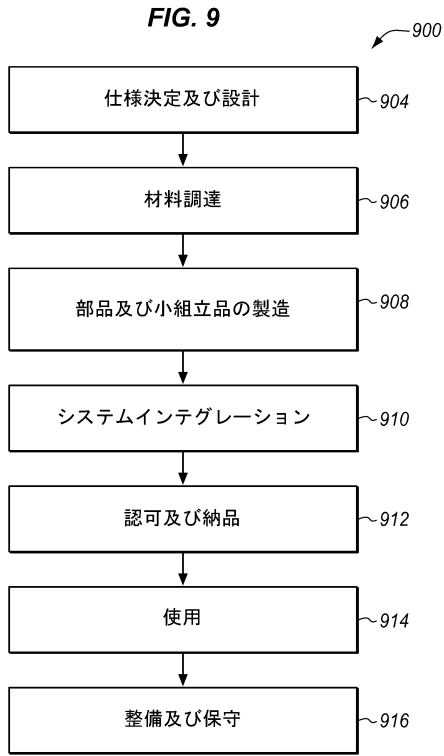 FIG. 9
900
仕様決定及び設計
904
材料調達
906
部品及び小組立品の製造
908
システムインテグレーション
910
認可及び納品
912
使用
914
整備及び保守
916